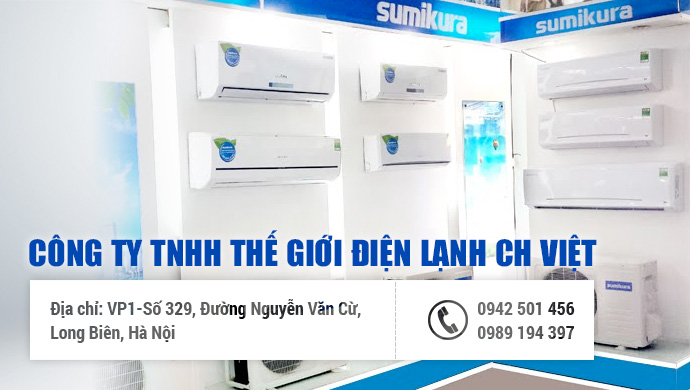 sumikura
sumikura
CÔNG TY TNHH THẾ GIỚI ĐIỆN LẠNH CH VIỆT
Địa chỉ: VP1-Số 329, Đường Nguyễn Văn Cừ,
Long Biên, Hà Nội
0942 501 456
0989 194 397
sumikura